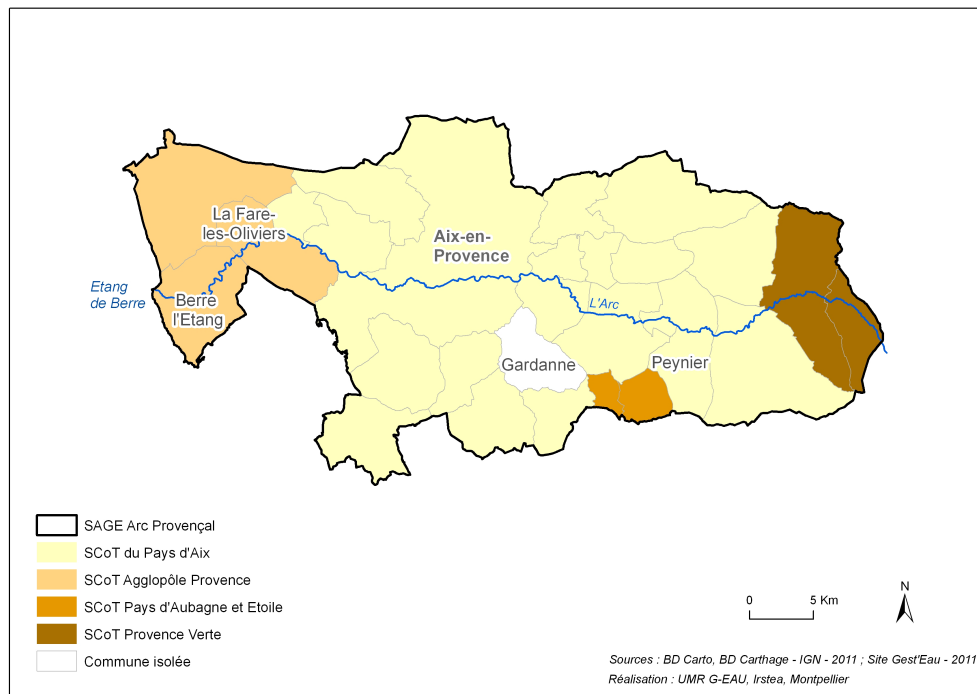 La Fare-
les-Oliviers
Aix-en-
Provence
Etang
de Berre
Berre
l'Etang
L'Arc
Gardanne
Peynier
SAGE Arc Provençal
SCoT du Pays d'Aix
SCoT Agglopôle Provence
SCoT Pays d'Aubagne et Etoile
SCoT Provence Verte
Commune isolée
0 5 Km
N
Sources : BD Carto, BD Carthage - IGN - 2011 ; Site Gest'Eau - 2011
Réalisation : UMR G-EAU, Irstea, Montpellier